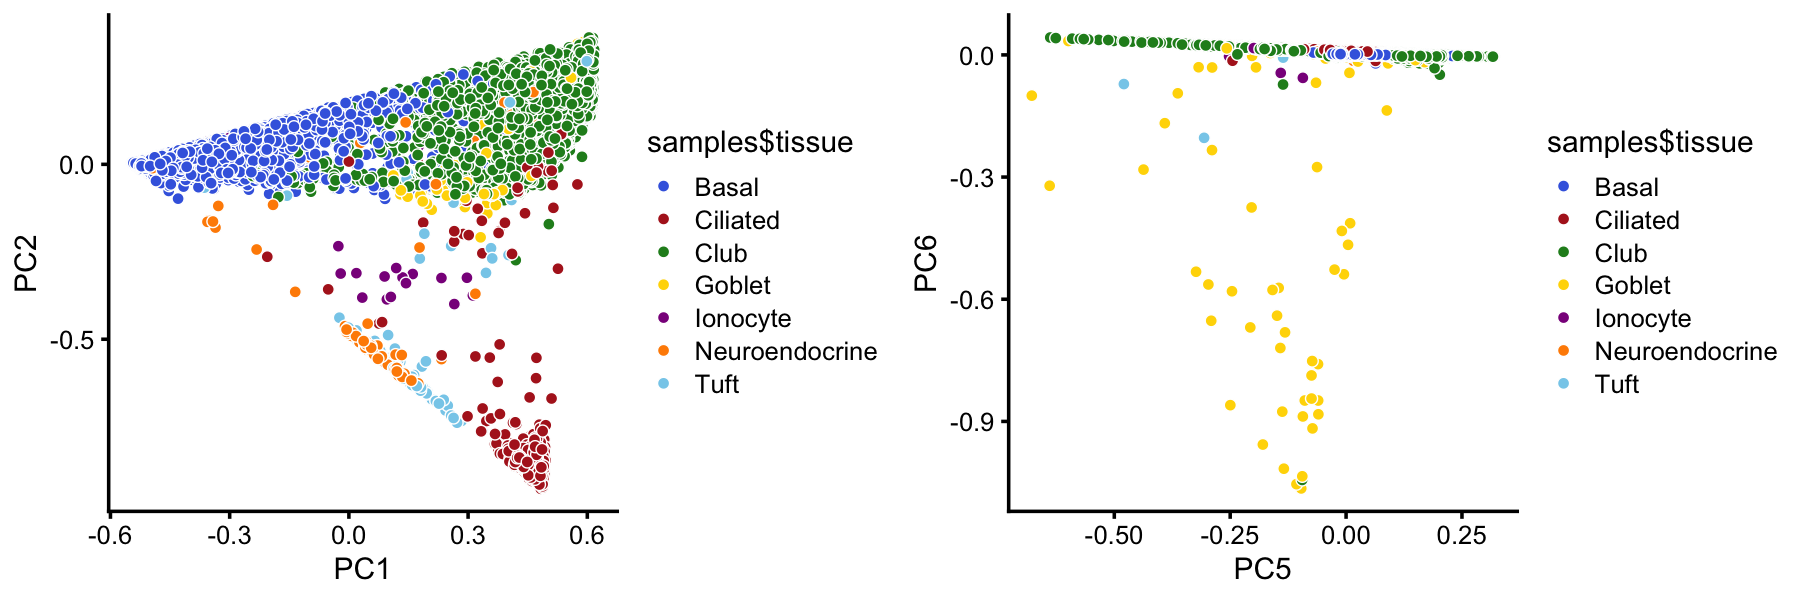 PC2
0.0
-0.5
-0.6
-0.3
0.0
0.3
0.6
PC1
samples$tissue
Basal
Ciliated
Club
Goblet
Ionocyte
Neuroendocrine
Tuft
PC6
0.0
-0.3
-0.6
-0.9
-0.50
-0.25
0.00
0.25
PC5
samples$tissue
Basal
Ciliated
Club
Goblet
Ionocyte
Neuroendocrine
Tuft